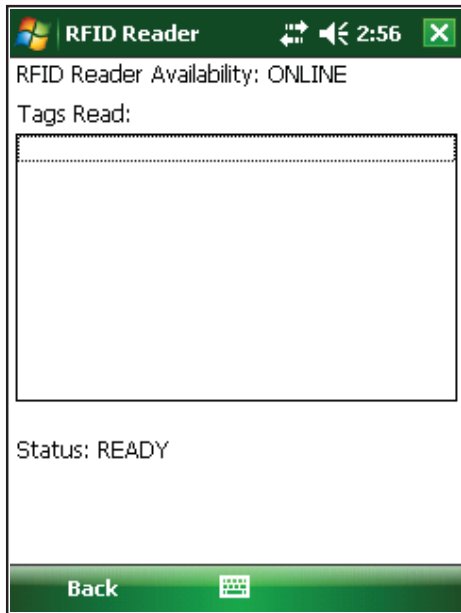 RFID Reader 2:56
RFID Reader Availability: ONLINE
Tags Read:
Status: READY
Back